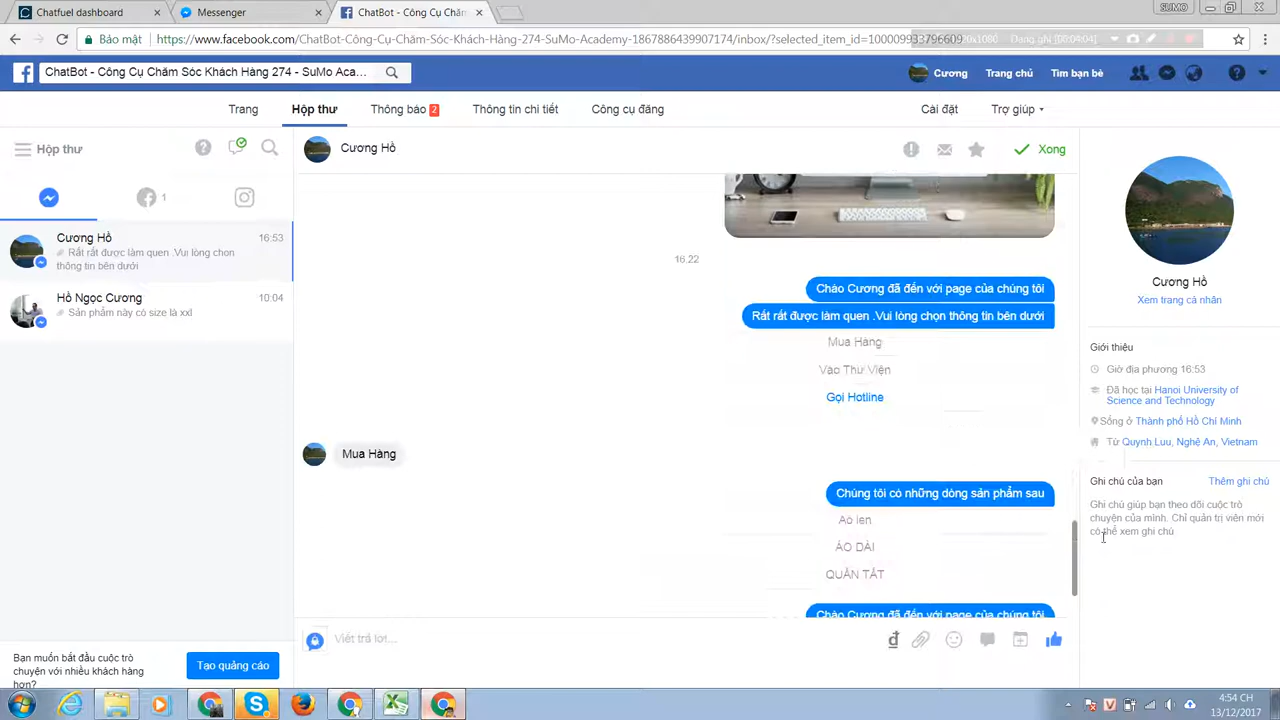 Chatfuel dashboard
Messenger
ChatBot - Công Cụ Chăm
SUMO
Bảo mật
https://www.facebook.com/ChatBot-Công-Cụ-Chăm-Sóc-Khách-Hàng-274-SuMo-Academy-1867886439907174/inbox/?selected_item_id=100009933796609
Đang ghi [00:09:04]
ChatBot - Công Cụ Chăm Sóc Khách Hàng 274 - SuMo Aca...
Cương
Trang chủ
Tìm bạn bè
Trang
Hộp thư
Thông báo 2
Thông tin chi tiết
Công cụ đăng
Cài đặt
Trợ giúp
Hộp thư
1
Cương Hồ
16:53
Rất rất được làm quen .Vui lòng chọn
thông tin bên dưới
Hồ Ngọc Cương
10:04
Sản phẩm này có size là xxl
Bạn muốn bắt đầu cuộc trò
chuyện với nhiều khách hàng
hơn?
Tạo quảng cáo
Cương Hồ
Xong
16:22
Chào Cương đã đến với page của chúng tôi
Rất rất được làm quen .Vui lòng chọn thông tin bên dưới
Mua Hàng
Vào Thư Viện
Gọi Hotline
Mua Hàng
Chúng tôi có những dòng sản phẩm sau
Áo len
ÁO DÀI
QUẦN TẤT
Chào Cương đã đến với page của chúng tôi
Viết trả lời...
Cương Hồ
Xem trang cá nhân
Giới thiệu
Giờ địa phương 16:53
Đã học tại Hanoi University of
Science and Technology
Sống ở Thành phố Hồ Chí Minh
Từ Quynh Luu, Nghệ An, Vietnam
Ghi chú của bạn
Thêm ghi chú
Ghi chú giúp bạn theo dõi cuộc trò
chuyện của mình. Chỉ quản trị viên mới
có thể xem ghi chú
4:54 CH
13/12/2017